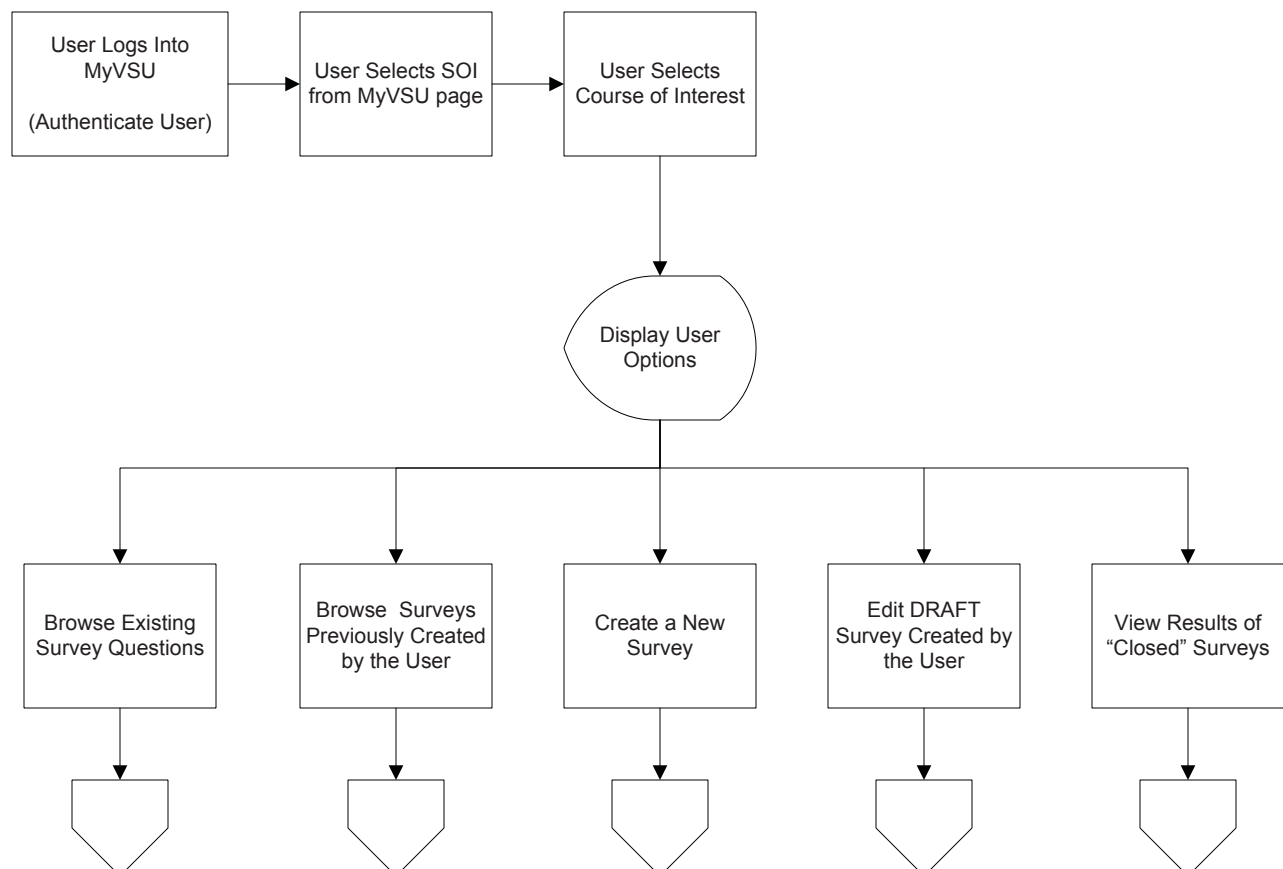 User Logs Into
MyVSU
(Authenticate User)
User Selects SOI
from MyVSU page
User Selects
Course of Interest
Display User
Options
Browse Existing
Survey Questions
Browse  Surveys
Previously Created
by the User
Create a New
Survey
Edit DRAFT
Survey Created by
the User
View Results of
“Closed” Surveys